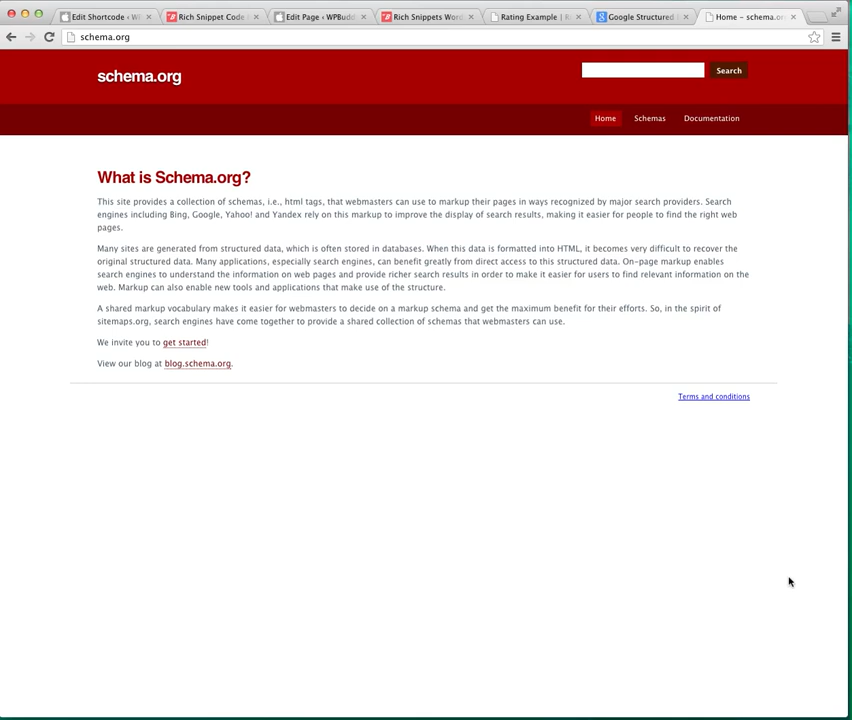 Edit Shortcode ‹ W
Rich Snippet Code
Edit Page ‹ WPBudd
Rich Snippets Word
Rating Example |
Google Structured
Home – schema.or
schema.org
schema.org
Search
Home
Schemas
Documentation
What is Schema.org?
This site provides a collection of schemas, i.e., html tags, that webmasters can use to markup their pages in ways recognized by major search providers. Search
engines including Bing, Google, Yahoo! and Yandex rely on this markup to improve the display of search results, making it easier for people to find the right web
pages.
Many sites are generated from structured data, which is often stored in databases. When this data is formatted into HTML, it becomes very difficult to recover the
original structured data. Many applications, especially search engines, can benefit greatly from direct access to this structured data. On-page markup enables
search engines to understand the information on web pages and provide richer search results in order to make it easier for users to find relevant information on the
web. Markup can also enable new tools and applications that make use of the structure.
A shared markup vocabulary makes it easier for webmasters to decide on a markup schema and get the maximum benefit for their efforts. So, in the spirit of
sitemaps.org, search engines have come together to provide a shared collection of schemas that webmasters can use.
We invite you to get started!
View our blog at blog.schema.org.
Terms and conditions